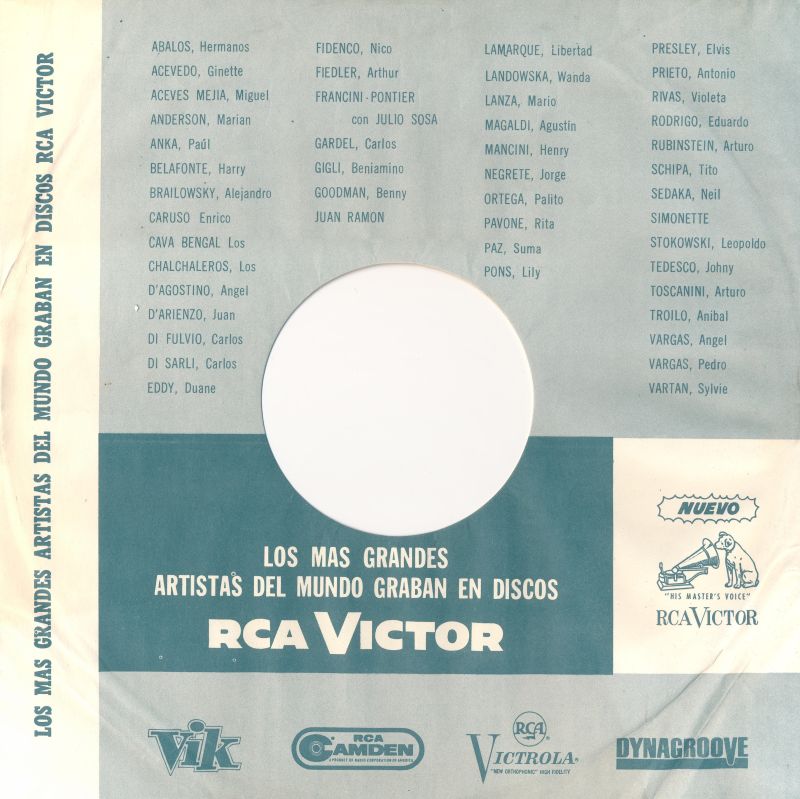 LOS MAS GRANDES ARTISTAS DEL MUNDO GRABAN EN DISCOS RCA VICTOR
ABALOS, Hermanos
ACEVEDO, Ginette
ACEVES MEJIA, Miguel
ANDERSON, Marian
ANKA, Paúl
BELAFONTE, Harry
BRAILOWSKY, Alejandro
CARUSO Enrico
CAVA BENGAL Los
CHALCHALEROS, Los
D'AGOSTINO, Angel
D'ARIENZO, Juan
DI FULVIO, Carlos
DI SARLI, Carlos
EDDY, Duane
FIDENCO, Nico
FIEDLER, Arthur
FRANCINI-PONTIER
con JULIO SOSA
GARDEL, Carlos
GIGLI, Beniamino
GOODMAN, Benny
JUAN RAMON
LAMARQUE, Libertad
LANDOWSKA, Wanda
LANZA, Mario
MAGALDI, Agustín
MANCINI, Henry
NEGRETE, Jorge
ORTEGA, Palito
PAVONE, Rita
PAZ, Suma
PONS, Lily
PRESLEY, Elvis
PRIETO, Antonio
RIVAS, Violeta
RODRIGO, Eduardo
RUBINSTEIN, Arturo
SCHIPA, Tito
SEDAKA, Neil
SIMONETTE
STOKOWSKI, Leopoldo
TEDESCO, Johny
TOSCANINI, Arturo
TROILO, Anibal
VARGAS, Angel
VARGAS, Pedro
VARTAN, Sylvie
LOS MAS GRANDES
ARTISTAS DEL MUNDO GRABAN EN DISCOS
RCA VICTOR
NUEVO
"HIS MASTER'S VOICE"
RCA VICTOR
Vik
RCA
CAMDEN
A PRODUCT OF RADIO CORPORATION OF AMERICA
RCA
VICTROLA
"NEW ORTHOPHONIC" HIGH FIDELITY
DYNAGROOVE